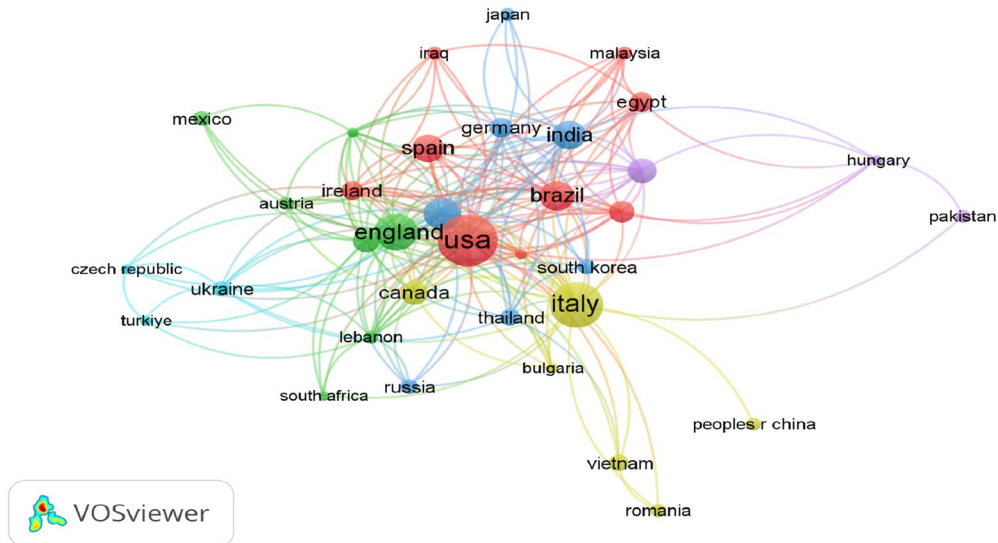 japan
iraq
malaysia
egypt
mexico
germany
india
spain
hungary
ireland
brazil
austria
pakistan
england
usa
czech republic
south korea
ukraine
canada
italy
turkiye
thailand
lebanon
bulgaria
russia
south africa
peoples r china
vietnam
romania
VOSviewer